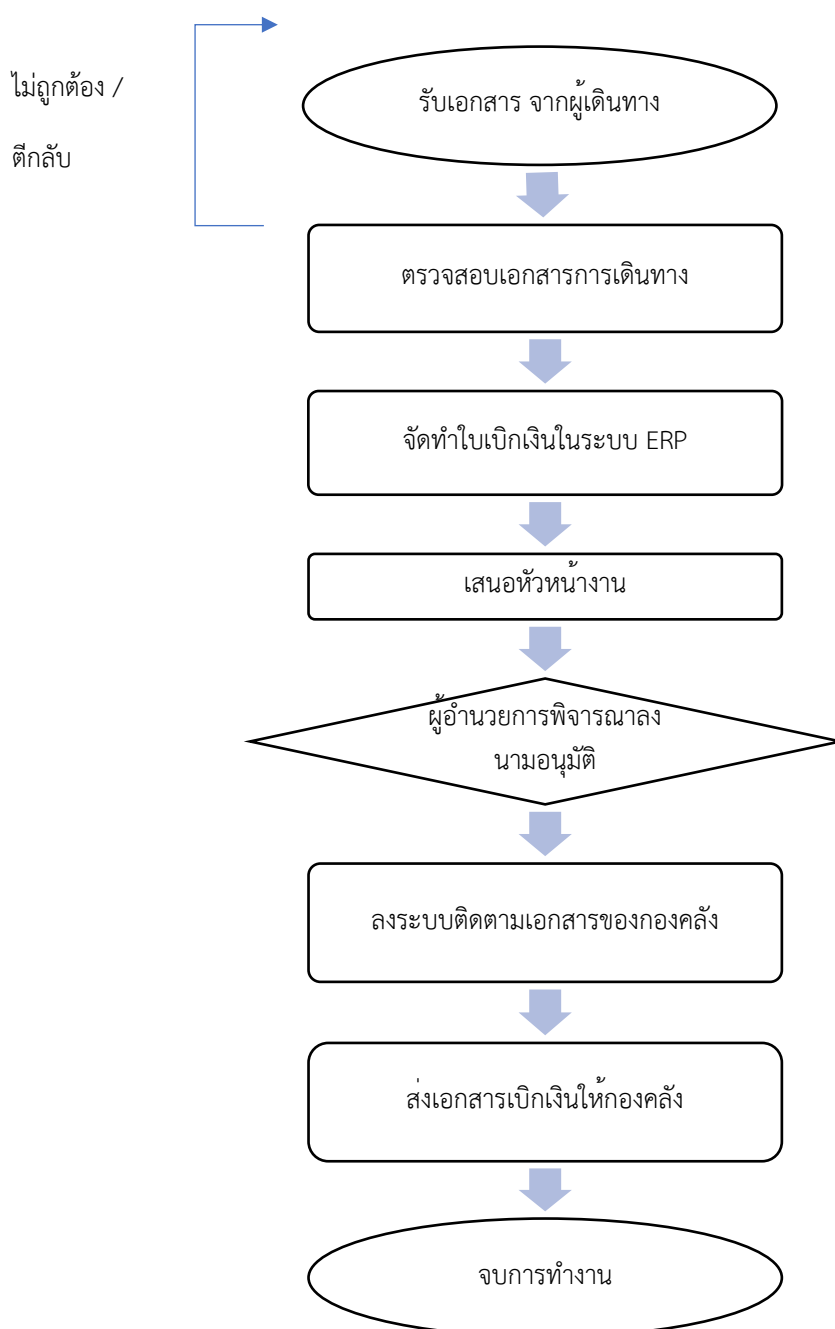 ไม่ถูกต้อง /
ตีกลับ
รับเอกสาร จากผู้เดินทาง
ตรวจสอบเอกสารการเดินทาง
จัดทำใบเบิกเงินในระบบ ERP
เสนอหัวหน้างาน
ผู้อำนวยการพิจารณาลง
นามอนุมัติ
ลงระบบติดตามเอกสารของกองคลัง
ส่งเอกสารเบิกเงินให้กองคลัง
จบการทำงาน